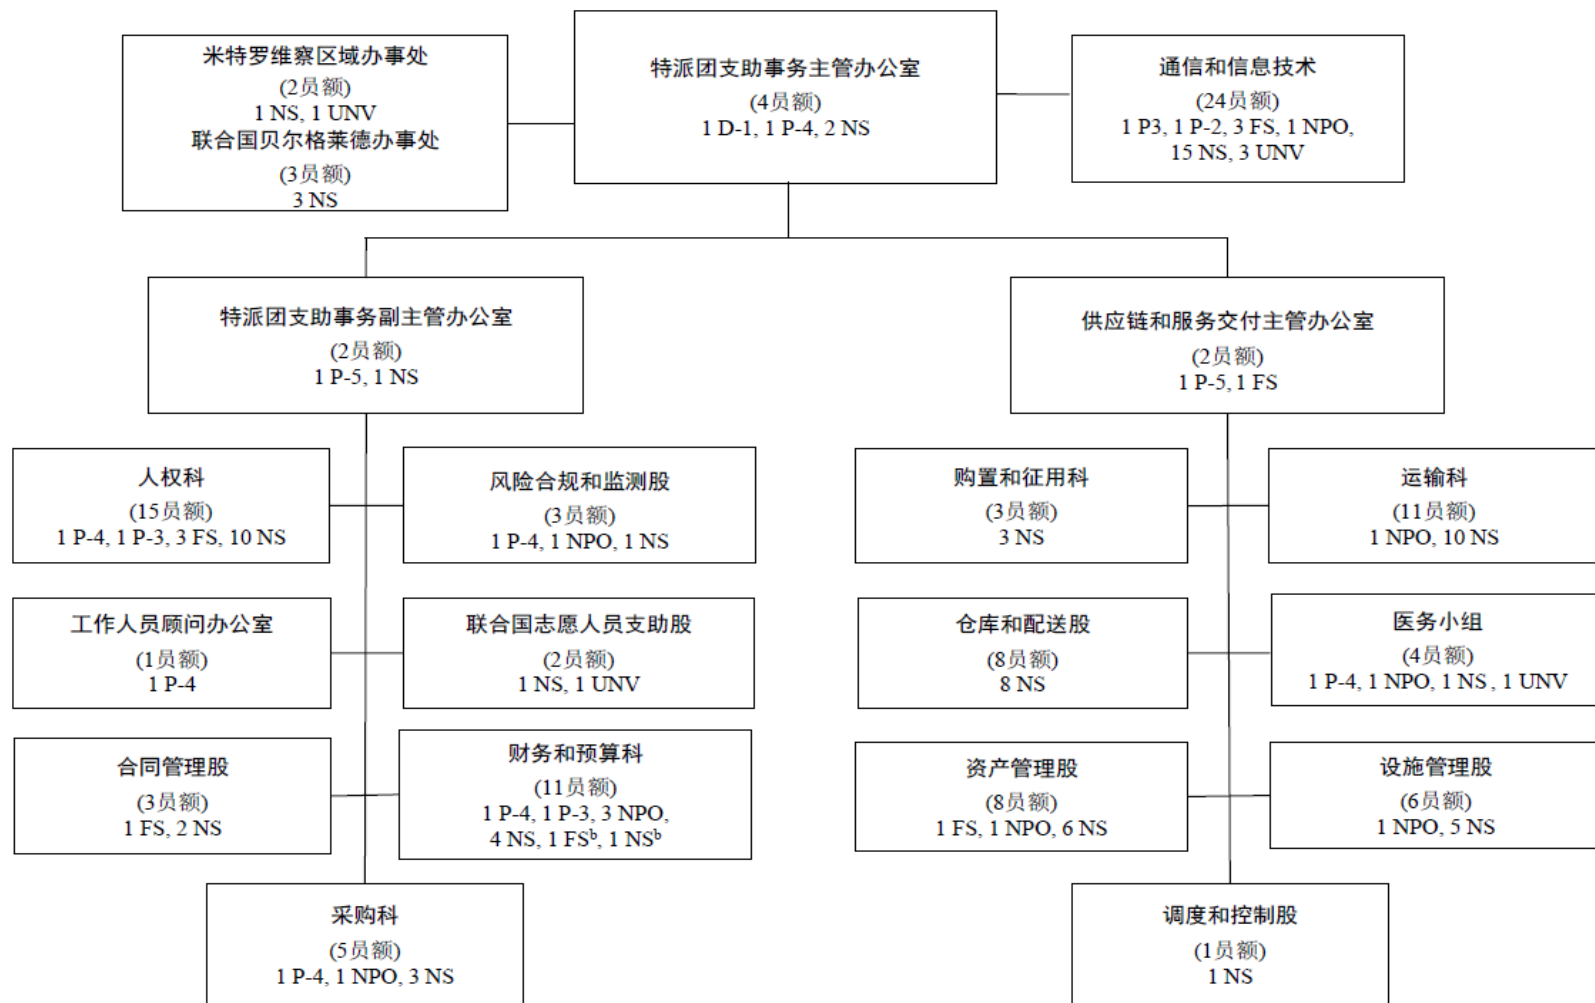 米特罗维察区域办事处
(2员额)
1 NS, 1 UNV
联合国贝尔格莱德办事处
(3员额)
3 NS
特派团支助事务主管办公室
(4员额)
1 D-1, 1 P-4, 2 NS
通信和信息技术
(24员额)
1 P3, 1 P-2, 3 FS, 1 NPO,
15 NS, 3 UNV
特派团支助事务副主管办公室
(2员额)
1 P-5, 1 NS
供应链和服务交付主管办公室
(2员额)
1 P-5, 1 FS
人权科
(15员额)
1 P-4, 1 P-3, 3 FS, 10 NS
风险合规和监测股
(3员额)
1 P-4, 1 NPO, 1 NS
购置和征用科
(3员额)
3 NS
运输科
(11员额)
1 NPO, 10 NS
工作人员顾问办公室
(1员额)
1 P-4
联合国志愿人员支助股
(2员额)
1 NS, 1 UNV
仓库和配送股
(8员额)
8 NS
医务小组
(4员额)
1 P-4, 1 NPO, 1 NS , 1 UNV
合同管理股
(3员额)
1 FS, 2 NS
财务和预算科
(11员额)
1 P-4, 1 P-3, 3 NPO,
4 NS, 1 FSᵇ, 1 NSᵇ
资产管理股
(8员额)
1 FS, 1 NPO, 6 NS
设施管理股
(6员额)
1 NPO, 5 NS
采购科
(5员额)
1 P-4, 1 NPO, 3 NS
调度和控制股
(1员额)
1 NS